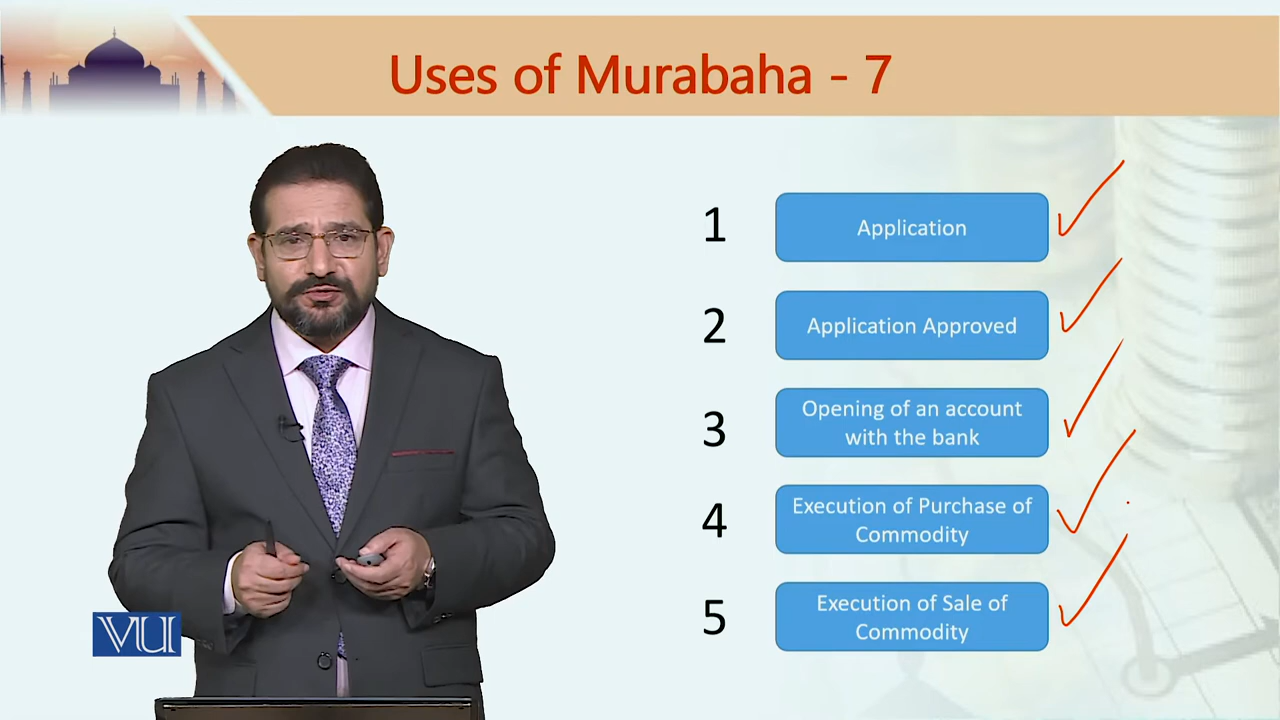 Uses of Murabaha - 7
1
Application
2
Application Approved
3
Opening of an account
with the bank
4
Execution of Purchase of
Commodity
5
Execution of Sale of
Commodity
VU